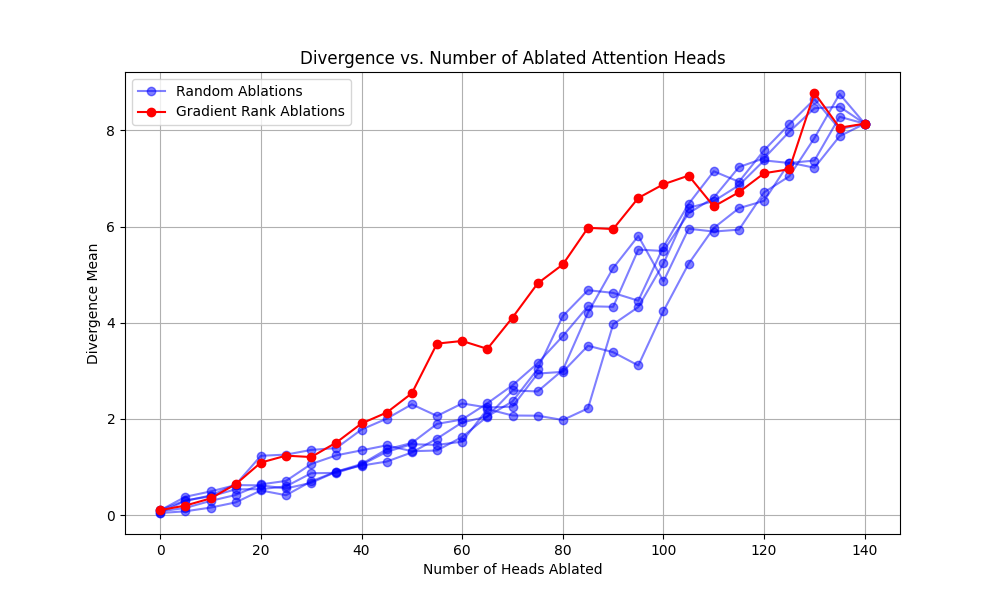 Divergence vs. Number of Ablated Attention Heads
Random Ablations
Gradient Rank Ablations
Divergence Mean
8
6
4
2
0
0 20 40 60 80 100 120 140
Number of Heads Ablated